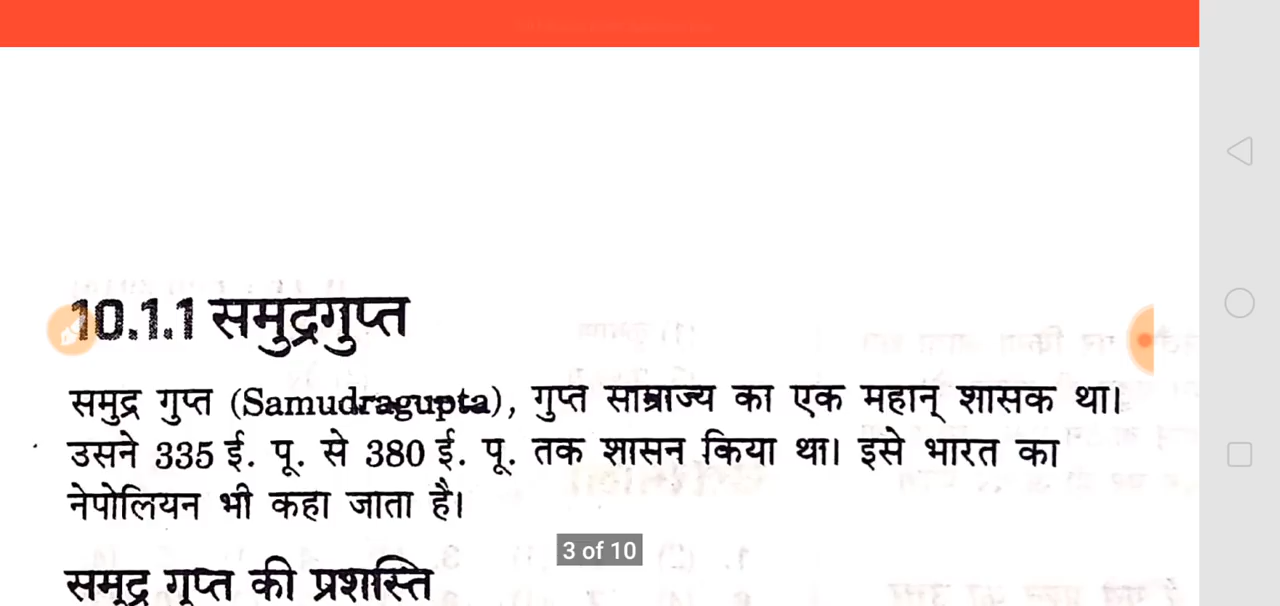 10.1.1 समुद्रगुप्त
समुद्र गुप्त (Samudragupta), गुप्त साम्राज्य का एक महान् शासक था।
उसने 335 ई. पू. से 380 ई. पू. तक शासन किया था। इसे भारत का
नेपोलियन भी कहा जाता है।
3 of 10
समुद्र गुप्त की प्रशस्ति